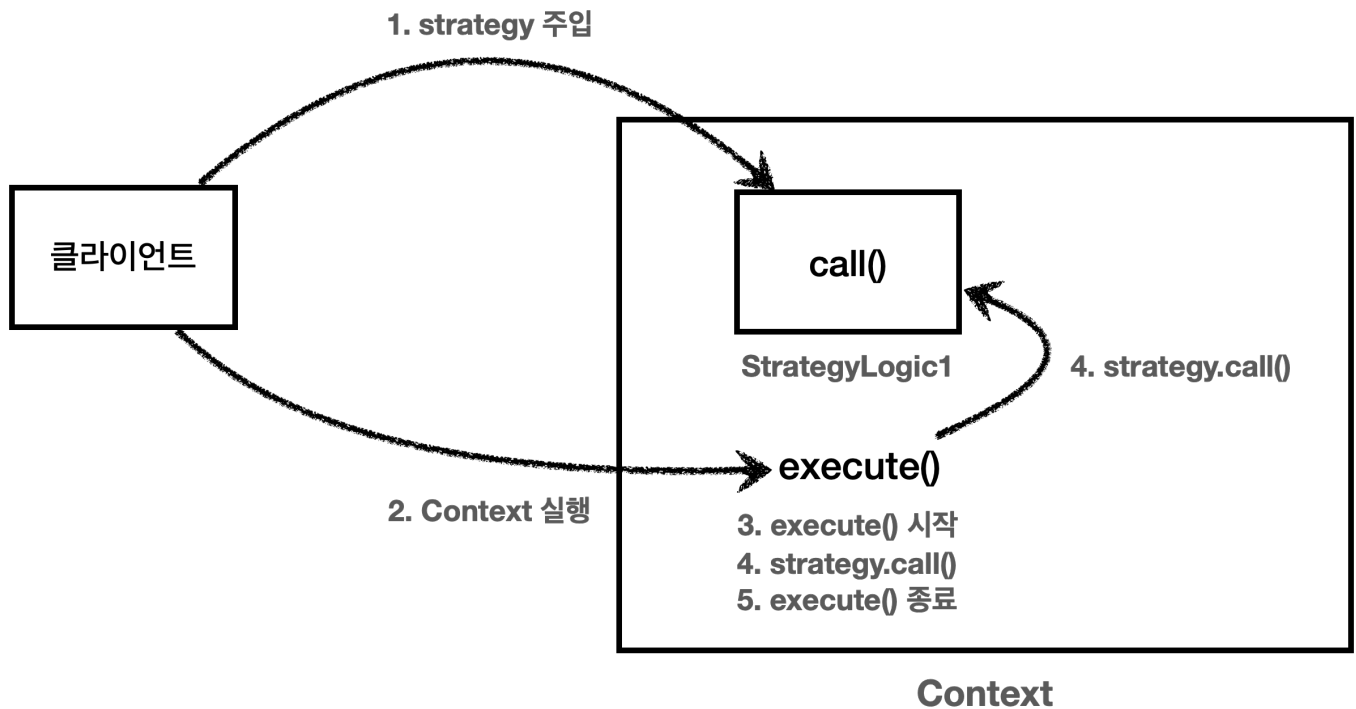 1. strategy 주입
클라이언트
call()
StrategyLogic1
4. strategy.call()
execute()
2. Context 실행
3. execute() 시작
4. strategy.call()
5. execute() 종료
Context